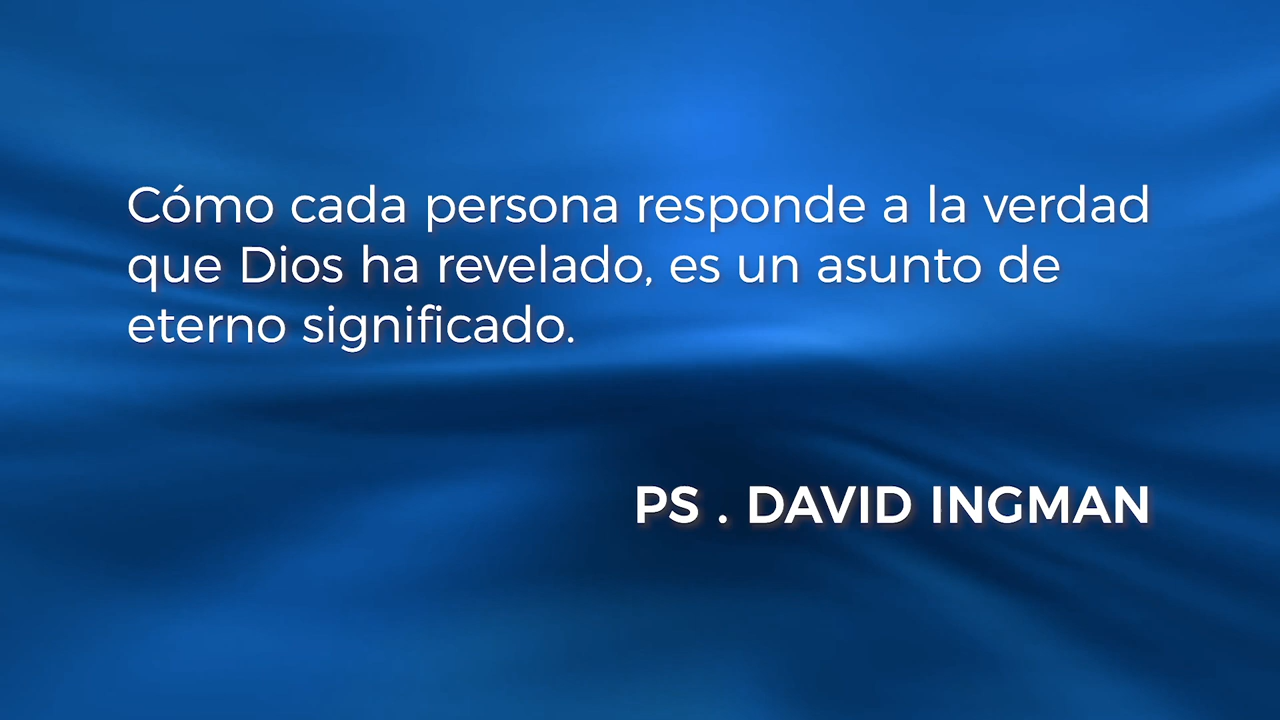 Cómo cada persona responde a la verdad
que Dios ha revelado, es un asunto de
eterno significado.
PS . DAVID INGMAN